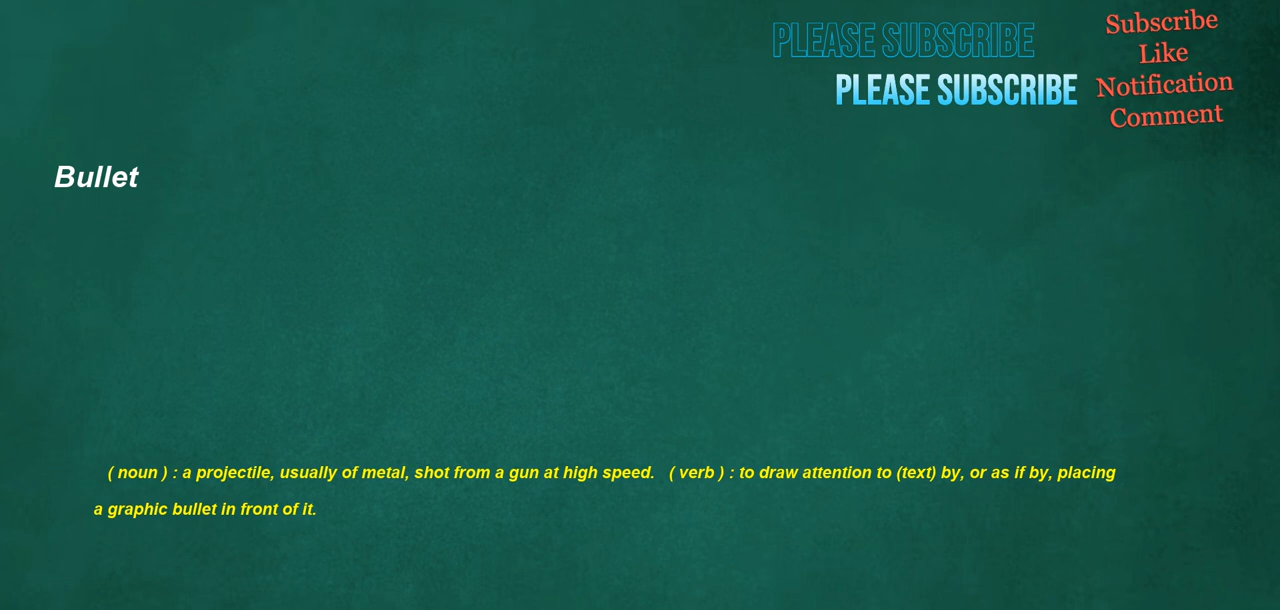 PLEASE SUBSCRIBE
PLEASE SUBSCRIBE
Subscribe
Like
Notification
Comment
Bullet
( noun ) : a projectile, usually of metal, shot from a gun at high speed.   ( verb ) : to draw attention to (text) by, or as if by, placing
a graphic bullet in front of it.